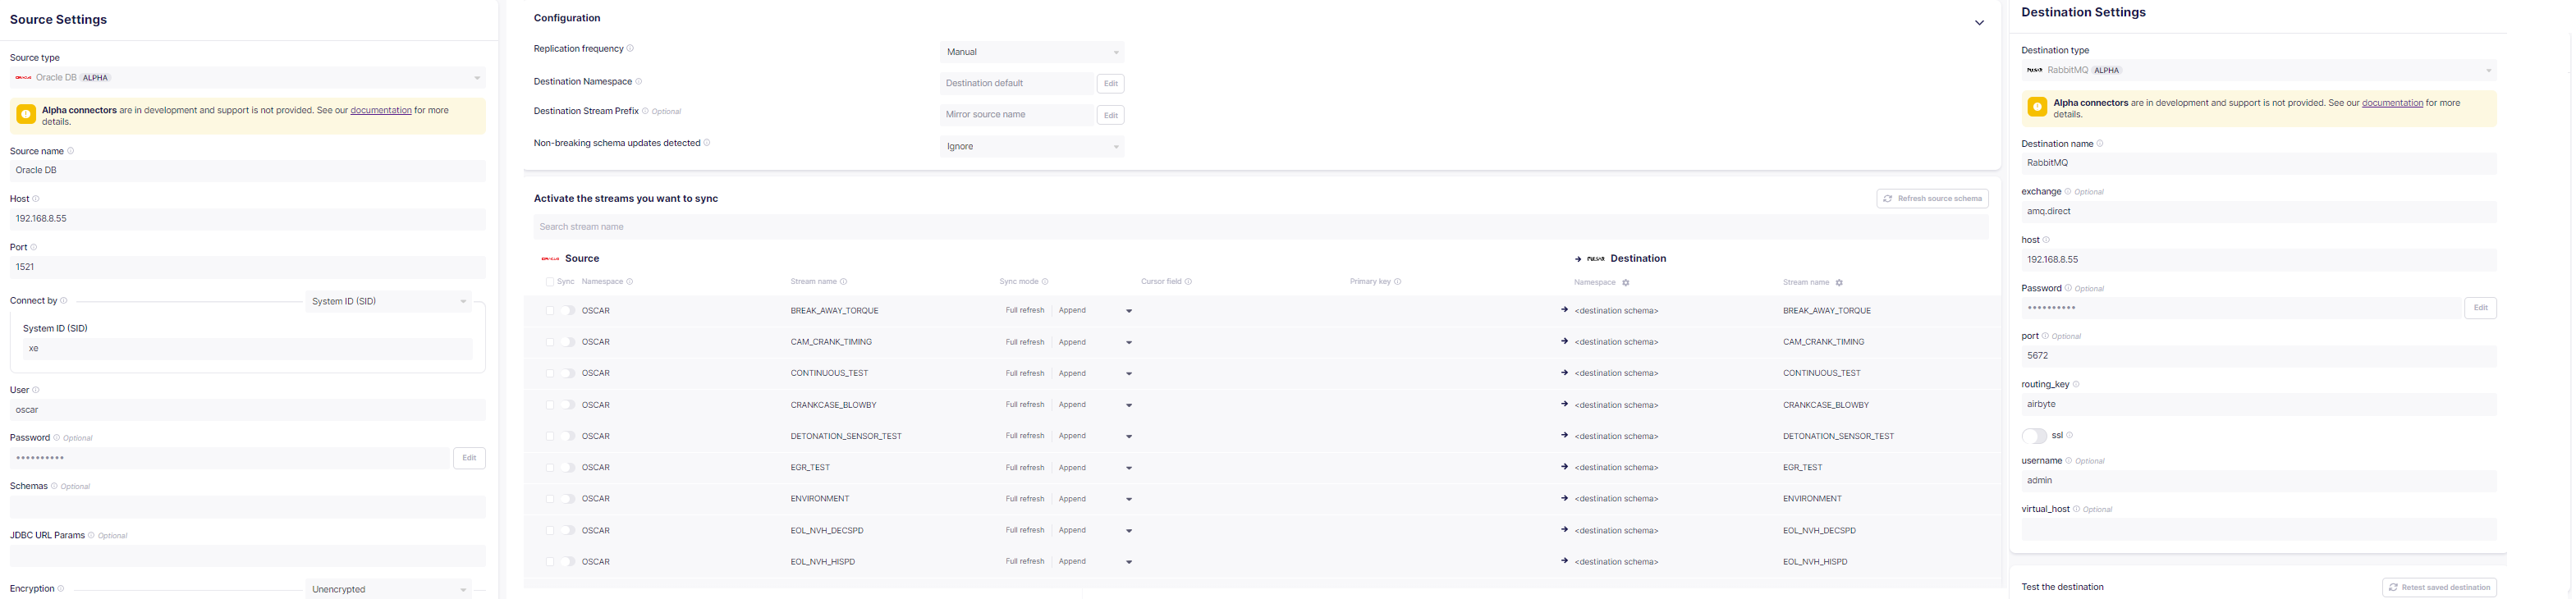 Source Settings
Source type
ORACLE Oracle DB ALPHA
Alpha connectors are in development and support is not provided. See our documentation for more
details.
Source name
Oracle DB
Host
192.168.8.55
Port
1521
Connect by
System ID (SID)
System ID (SID)
xe
User
oscar
Password Optional
•••••••••• Edit
Schemas Optional
JDBC URL Params Optional
Encryption
Unencrypted
Configuration
Replication frequency
Manual
Destination Namespace
Destination default Edit
Destination Stream Prefix Optional
Mirror source name Edit
Non-breaking schema updates detected
Ignore
Activate the streams you want to sync
Refresh source schema
Search stream name
ORACLE Source PULSAR Destination
Sync Namespace Stream name Sync mode Cursor field Primary key Namespace Stream name
OSCAR BREAK_AWAY_TORQUE Full refresh | Append <destination schema> BREAK_AWAY_TORQUE
OSCAR CAM_CRANK_TIMING Full refresh | Append <destination schema> CAM_CRANK_TIMING
OSCAR CONTINUOUS_TEST Full refresh | Append <destination schema> CONTINUOUS_TEST
OSCAR CRANKCASE_BLOWBY Full refresh | Append <destination schema> CRANKCASE_BLOWBY
OSCAR DETONATION_SENSOR_TEST Full refresh | Append <destination schema> DETONATION_SENSOR_TEST
OSCAR EGR_TEST Full refresh | Append <destination schema> EGR_TEST
OSCAR ENVIRONMENT Full refresh | Append <destination schema> ENVIRONMENT
OSCAR EOL_NVH_DECSPD Full refresh | Append <destination schema> EOL_NVH_DECSPD
OSCAR EOL_NVH_HISPD Full refresh | Append <destination schema> EOL_NVH_HISPD
Destination Settings
Destination type
PULSAR RabbitMQ ALPHA
Alpha connectors are in development and support is not provided. See our documentation for more
details.
Destination name
RabbitMQ
exchange Optional
amq.direct
host
192.168.8.55
Password Optional
•••••••••• Edit
port Optional
5672
routing_key
airbyte
ssl
username Optional
admin
virtual_host Optional
Test the destination
Retest saved destination